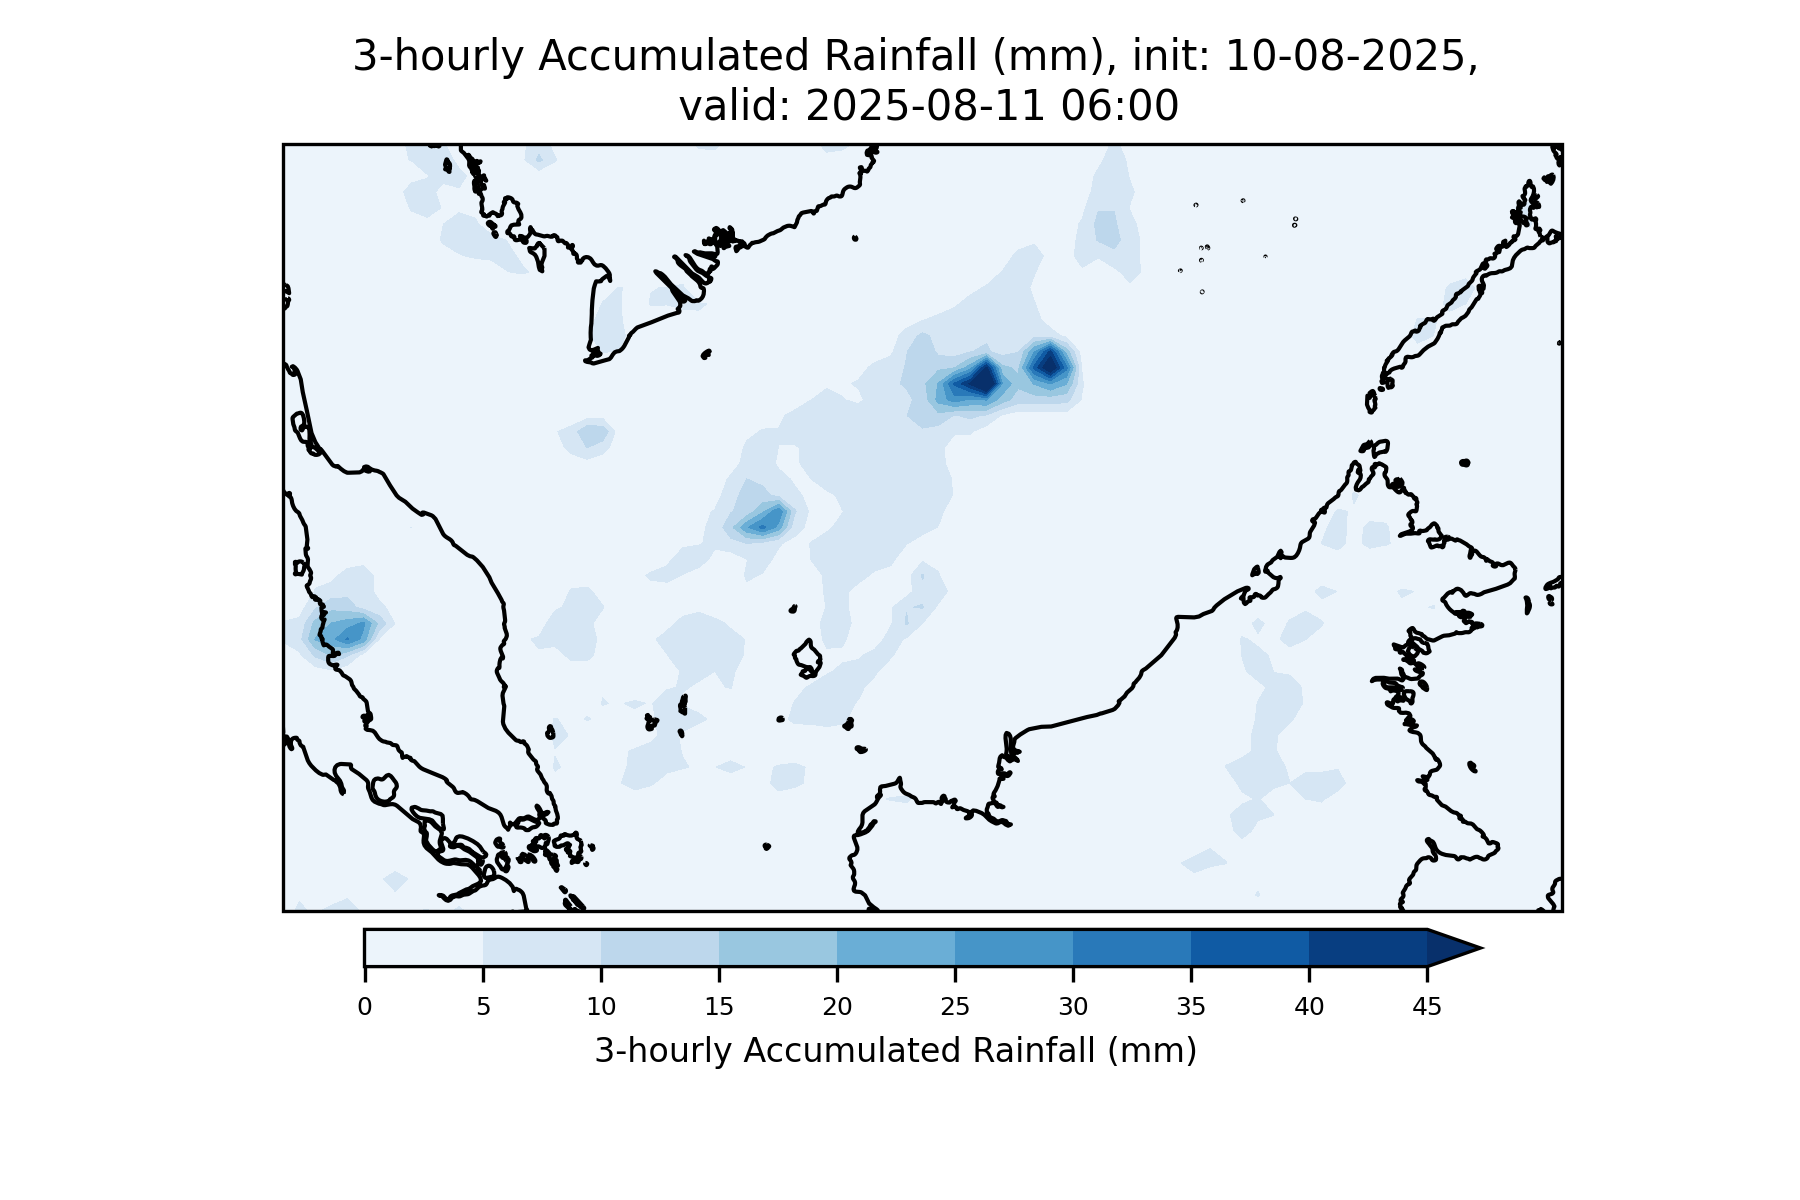 3-hourly Accumulated Rainfall (mm), init: 10-08-2025,
valid: 2025-08-11 06:00
0 5 10 15 20 25 30 35 40 45
3-hourly Accumulated Rainfall (mm)